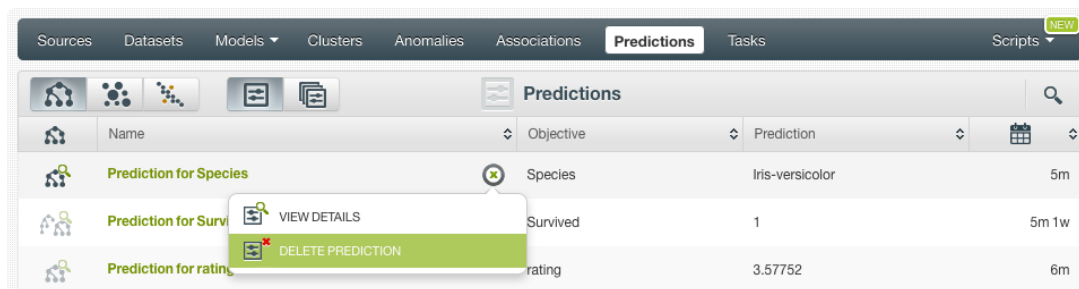 NEW
Sources Datasets Models Clusters Anomalies Associations Predictions Tasks Scripts
Predictions
Name Objective Prediction
Prediction for Species Species Iris-versicolor 5m
VIEW DETAILS
Prediction for Survi Survived 1 5m 1w
DELETE PREDICTION
Prediction for rating rating 3.57752 6m